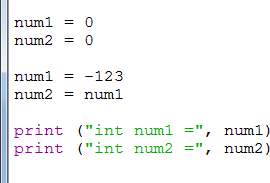 num1 = 0
num2 = 0
num1 = -123
num2 = num1
print ("int num1 =", num1)
print ("int num2 =", num2)